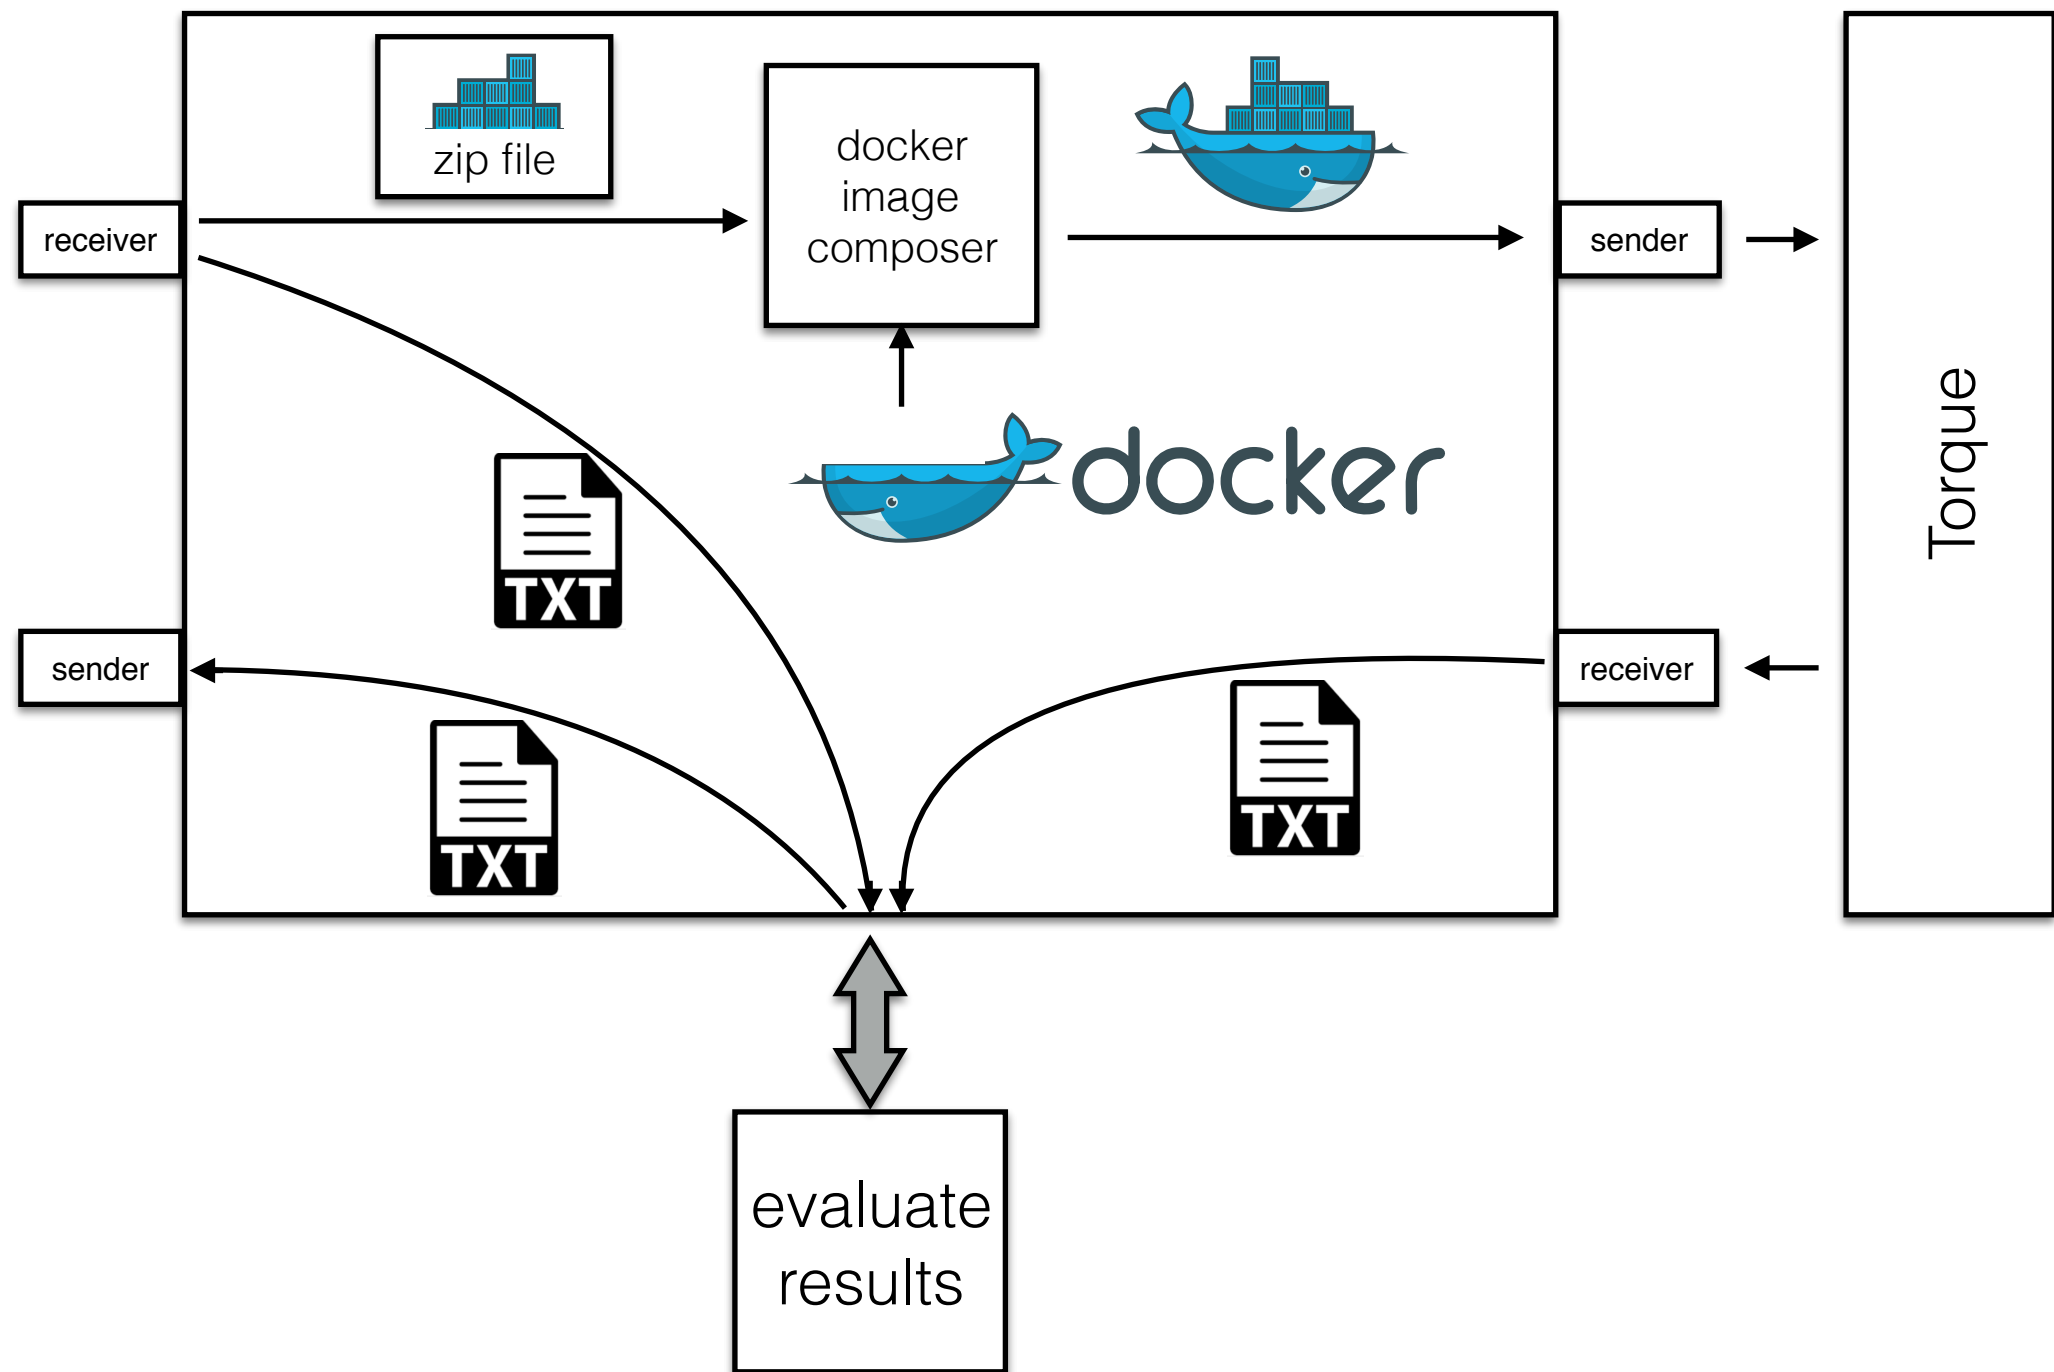 zip file
docker
image
composer
receiver
sender
docker
Torque
TXT
sender
receiver
TXT
TXT
evaluate
results